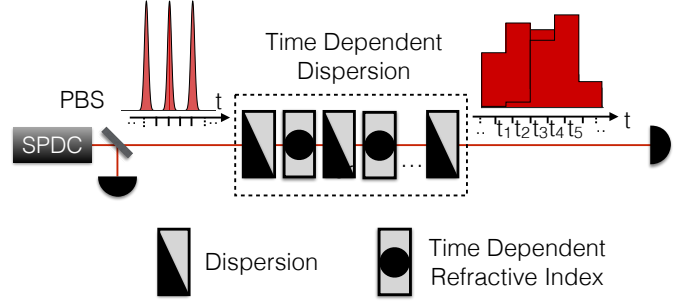 Time Dependent
Dispersion
PBS
t
SPDC
t₁ t₂ t₃ t₄ t₅
t
Dispersion
Time Dependent
Refractive Index